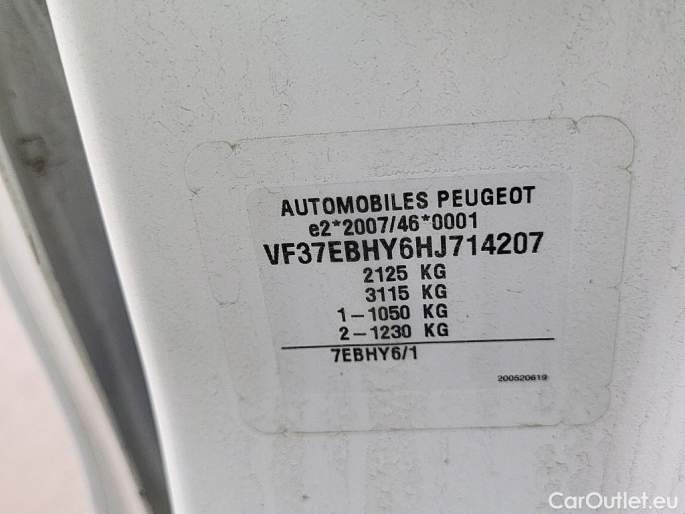 AUTOMOBILES PEUGEOT
e2*2007/46*0001
VF37EBHY6HJ714207
2125 KG
3115 KG
1-1050 KG
2-1230 KG
7EBHY6/1
200520619
CarOutlet.eu